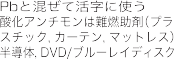 Pbと混ぜて活字に使う
酸化アンチモンは難燃助剤(プラ
スチック、カーテン、マットレス)
半導体、DVD/ブルーレイディスク